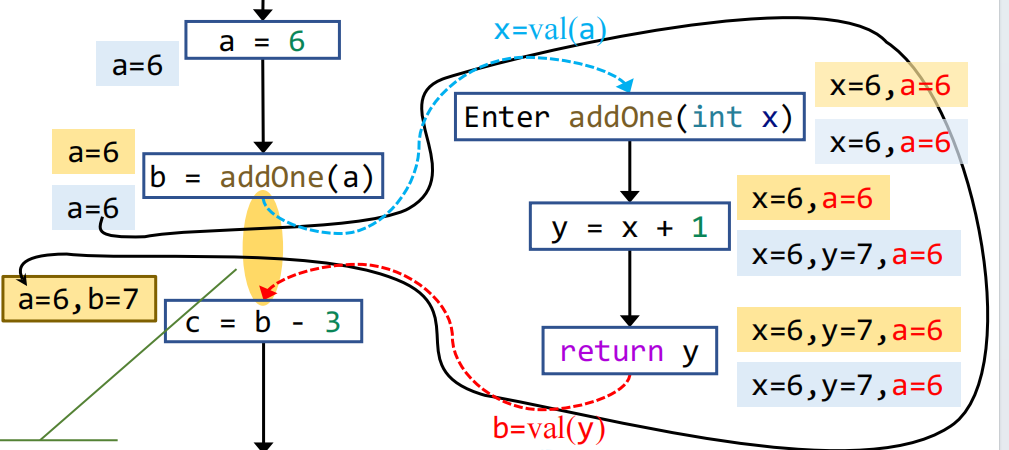 a = 6
a=6
a=6
b = addOne(a)
a=6
a=6,b=7
c = b - 3
x=val(a)
Enter addOne(int x)
x=6,a=6
x=6,a=6
x=6,a=6
y = x + 1
x=6,y=7,a=6
x=6,y=7,a=6
return y
x=6,y=7,a=6
b=val(y)